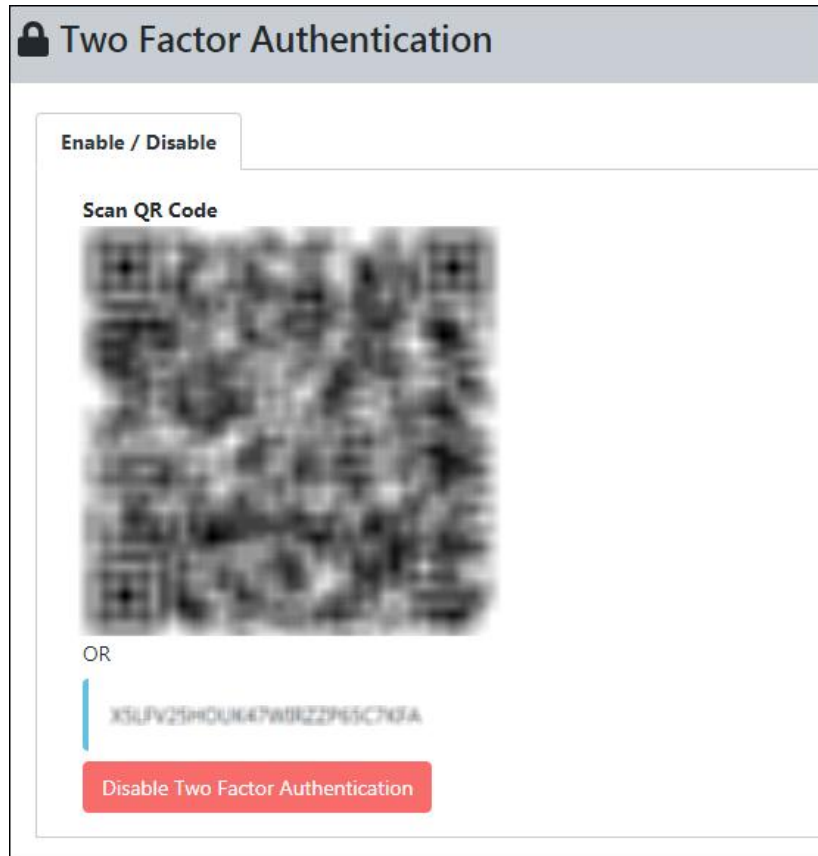 Two Factor Authentication
Enable / Disable
Scan QR Code
OR
Disable Two Factor Authentication